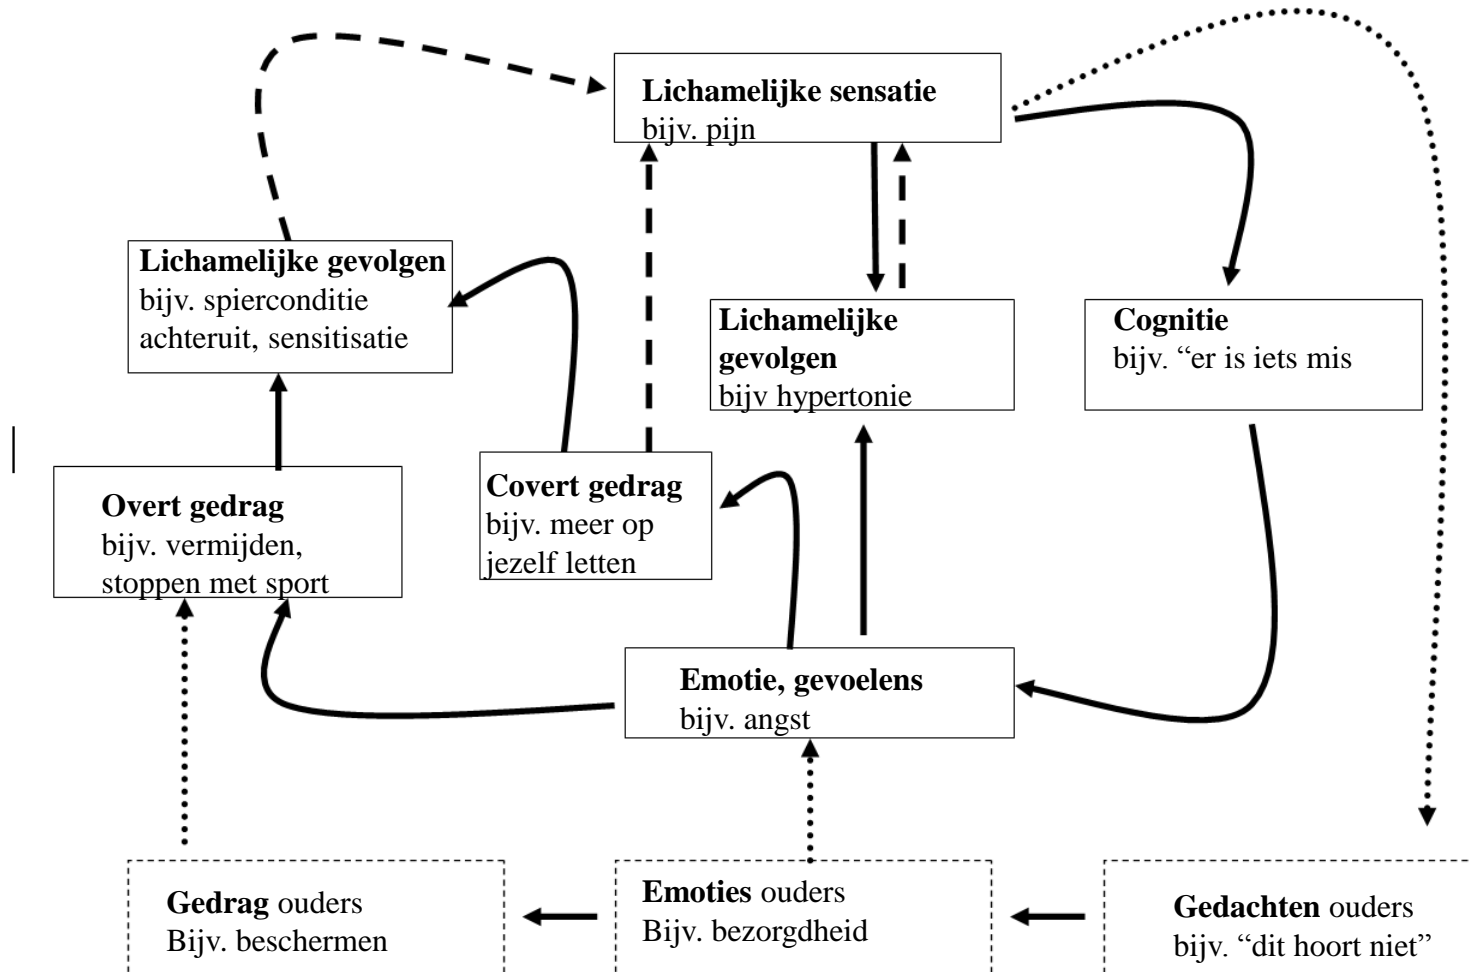 Lichamelijke sensatie
bijv. pijn
Lichamelijke gevolgen
bijv. spierconditie
achteruit, sensitisatie
Lichamelijke
gevolgen
bijv hypertonie
Cognitie
bijv. “er is iets mis
Overt gedrag
bijv. vermijden,
stoppen met sport
Covert gedrag
bijv. meer op
jezelf letten
Emotie, gevoelens
bijv. angst
Gedrag ouders
Bijv. beschermen
Emoties ouders
Bijv. bezorgdheid
Gedachten ouders
bijv. “dit hoort niet”